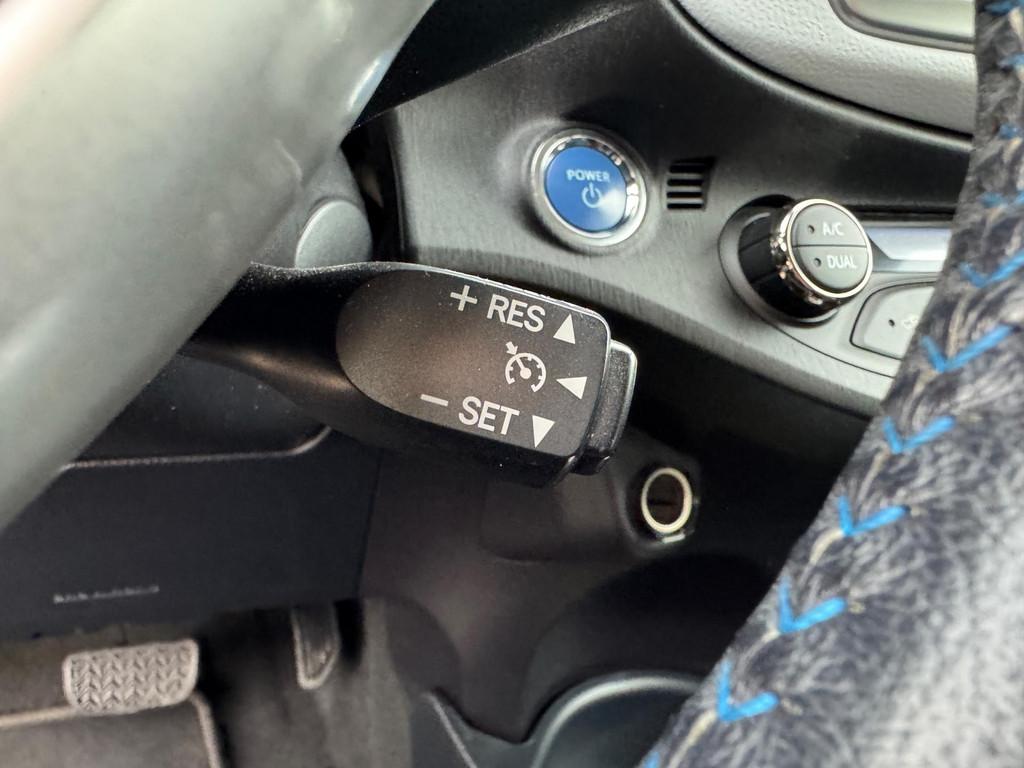 POWER
A/C
DUAL
+ RES
− SET